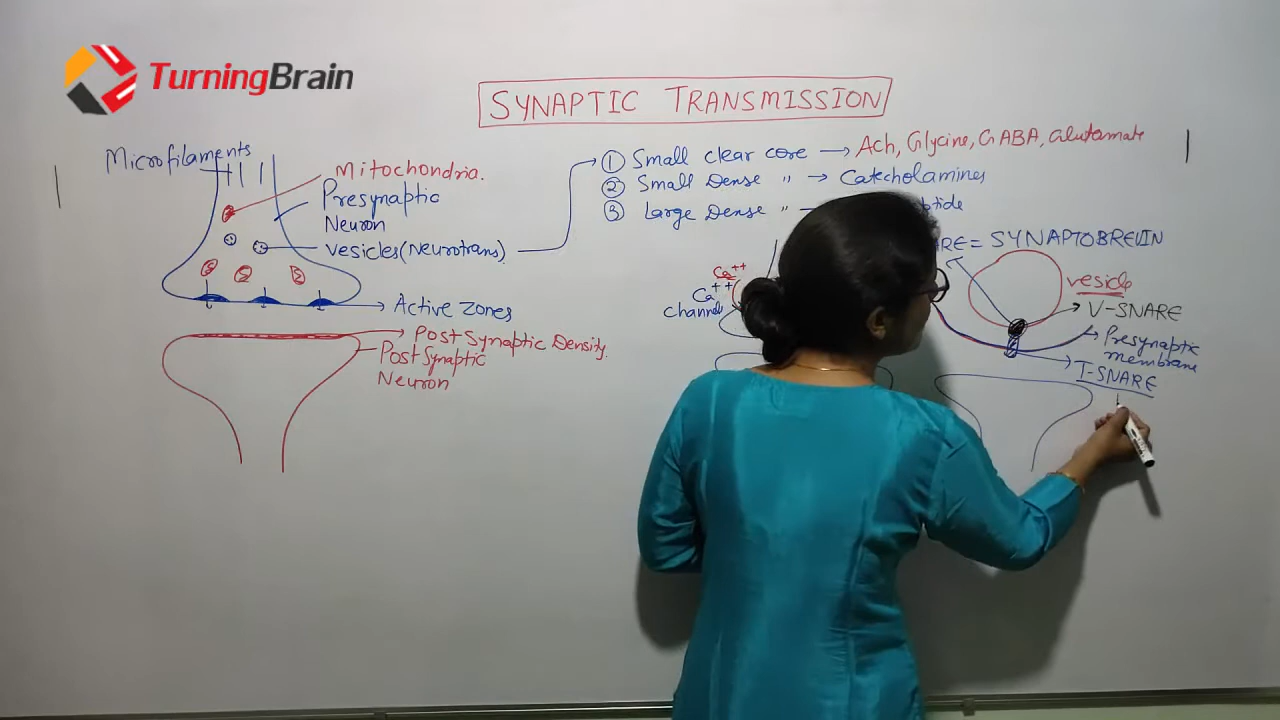 TurningBrain
SYNAPTIC TRANSMISSION
Microfilaments
Mitochondria.
Presynaptic
Neuron
Vesicles (Neurotrans)
Active Zones
Post Synaptic Density
Post Synaptic
Neuron
① Small clear core → Ach, Glycine, GABA, Glutamate
② Small Dense " → Catecholamines
③ Large Dense " →
= SYNAPTOBREVIN
Ca++
Ca++
channel
vesicle
V-SNARE
Presynaptic
membrane
T-SNARE